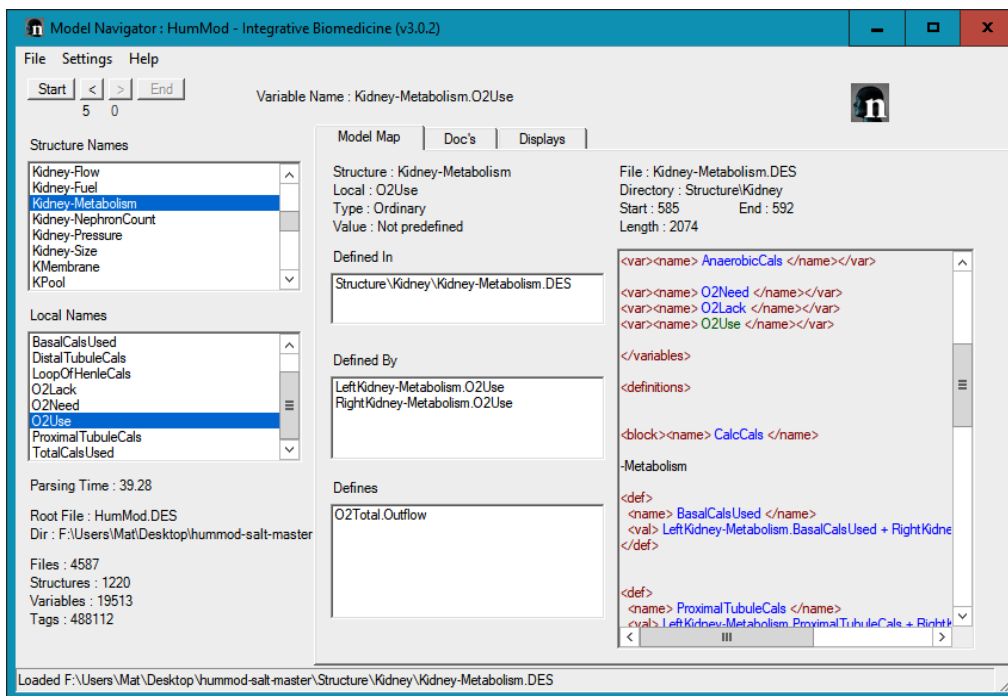 Model Navigator : HumMod - Integrative Biomedicine (v3.0.2)
File Settings Help
Start < > End
5 0
Variable Name : Kidney-Metabolism.O2Use
Structure Names
Kidney-Flow
Kidney-Fuel
Kidney-Metabolism
Kidney-NephronCount
Kidney-Pressure
Kidney-Size
KMembrane
KPool
Local Names
BasalCalsUsed
DistalTubuleCals
LoopOfHenleCals
O2Lack
O2Need
O2Use
ProximalTubuleCals
TotalCalsUsed
Parsing Time : 39.28
Root File : HumMod.DES
Dir : F:\Users\Mat\Desktop\hummod-salt-master
Files : 4587
Structures : 1220
Variables : 19513
Tags : 488112
Model Map Doc's Displays
Structure : Kidney-Metabolism
Local : O2Use
Type : Ordinary
Value : Not predefined
Defined In
Structure\Kidney\Kidney-Metabolism.DES
Defined By
LeftKidney-Metabolism.O2Use
RightKidney-Metabolism.O2Use
Defines
O2Total.Outflow
File : Kidney-Metabolism.DES
Directory : Structure\Kidney
Start : 585 End : 592
Length : 2074
<var><name> AnaerobicCals </name></var>
<var><name> O2Need </name></var>
<var><name> O2Lack </name></var>
<var><name> O2Use </name></var>
</variables>
<definitions>
<block><name> CalcCals </name>
-Metabolism
<def>
<name> BasalCalsUsed </name>
<val> LeftKidney-Metabolism.BasalCalsUsed + RightKidne
</def>
<def>
<name> ProximalTubuleCals </name>
<val> LeftKidney-Metabolism.ProximalTubuleCals + Right
Loaded F:\Users\Mat\Desktop\hummod-salt-master\Structure\Kidney\Kidney-Metabolism.DES